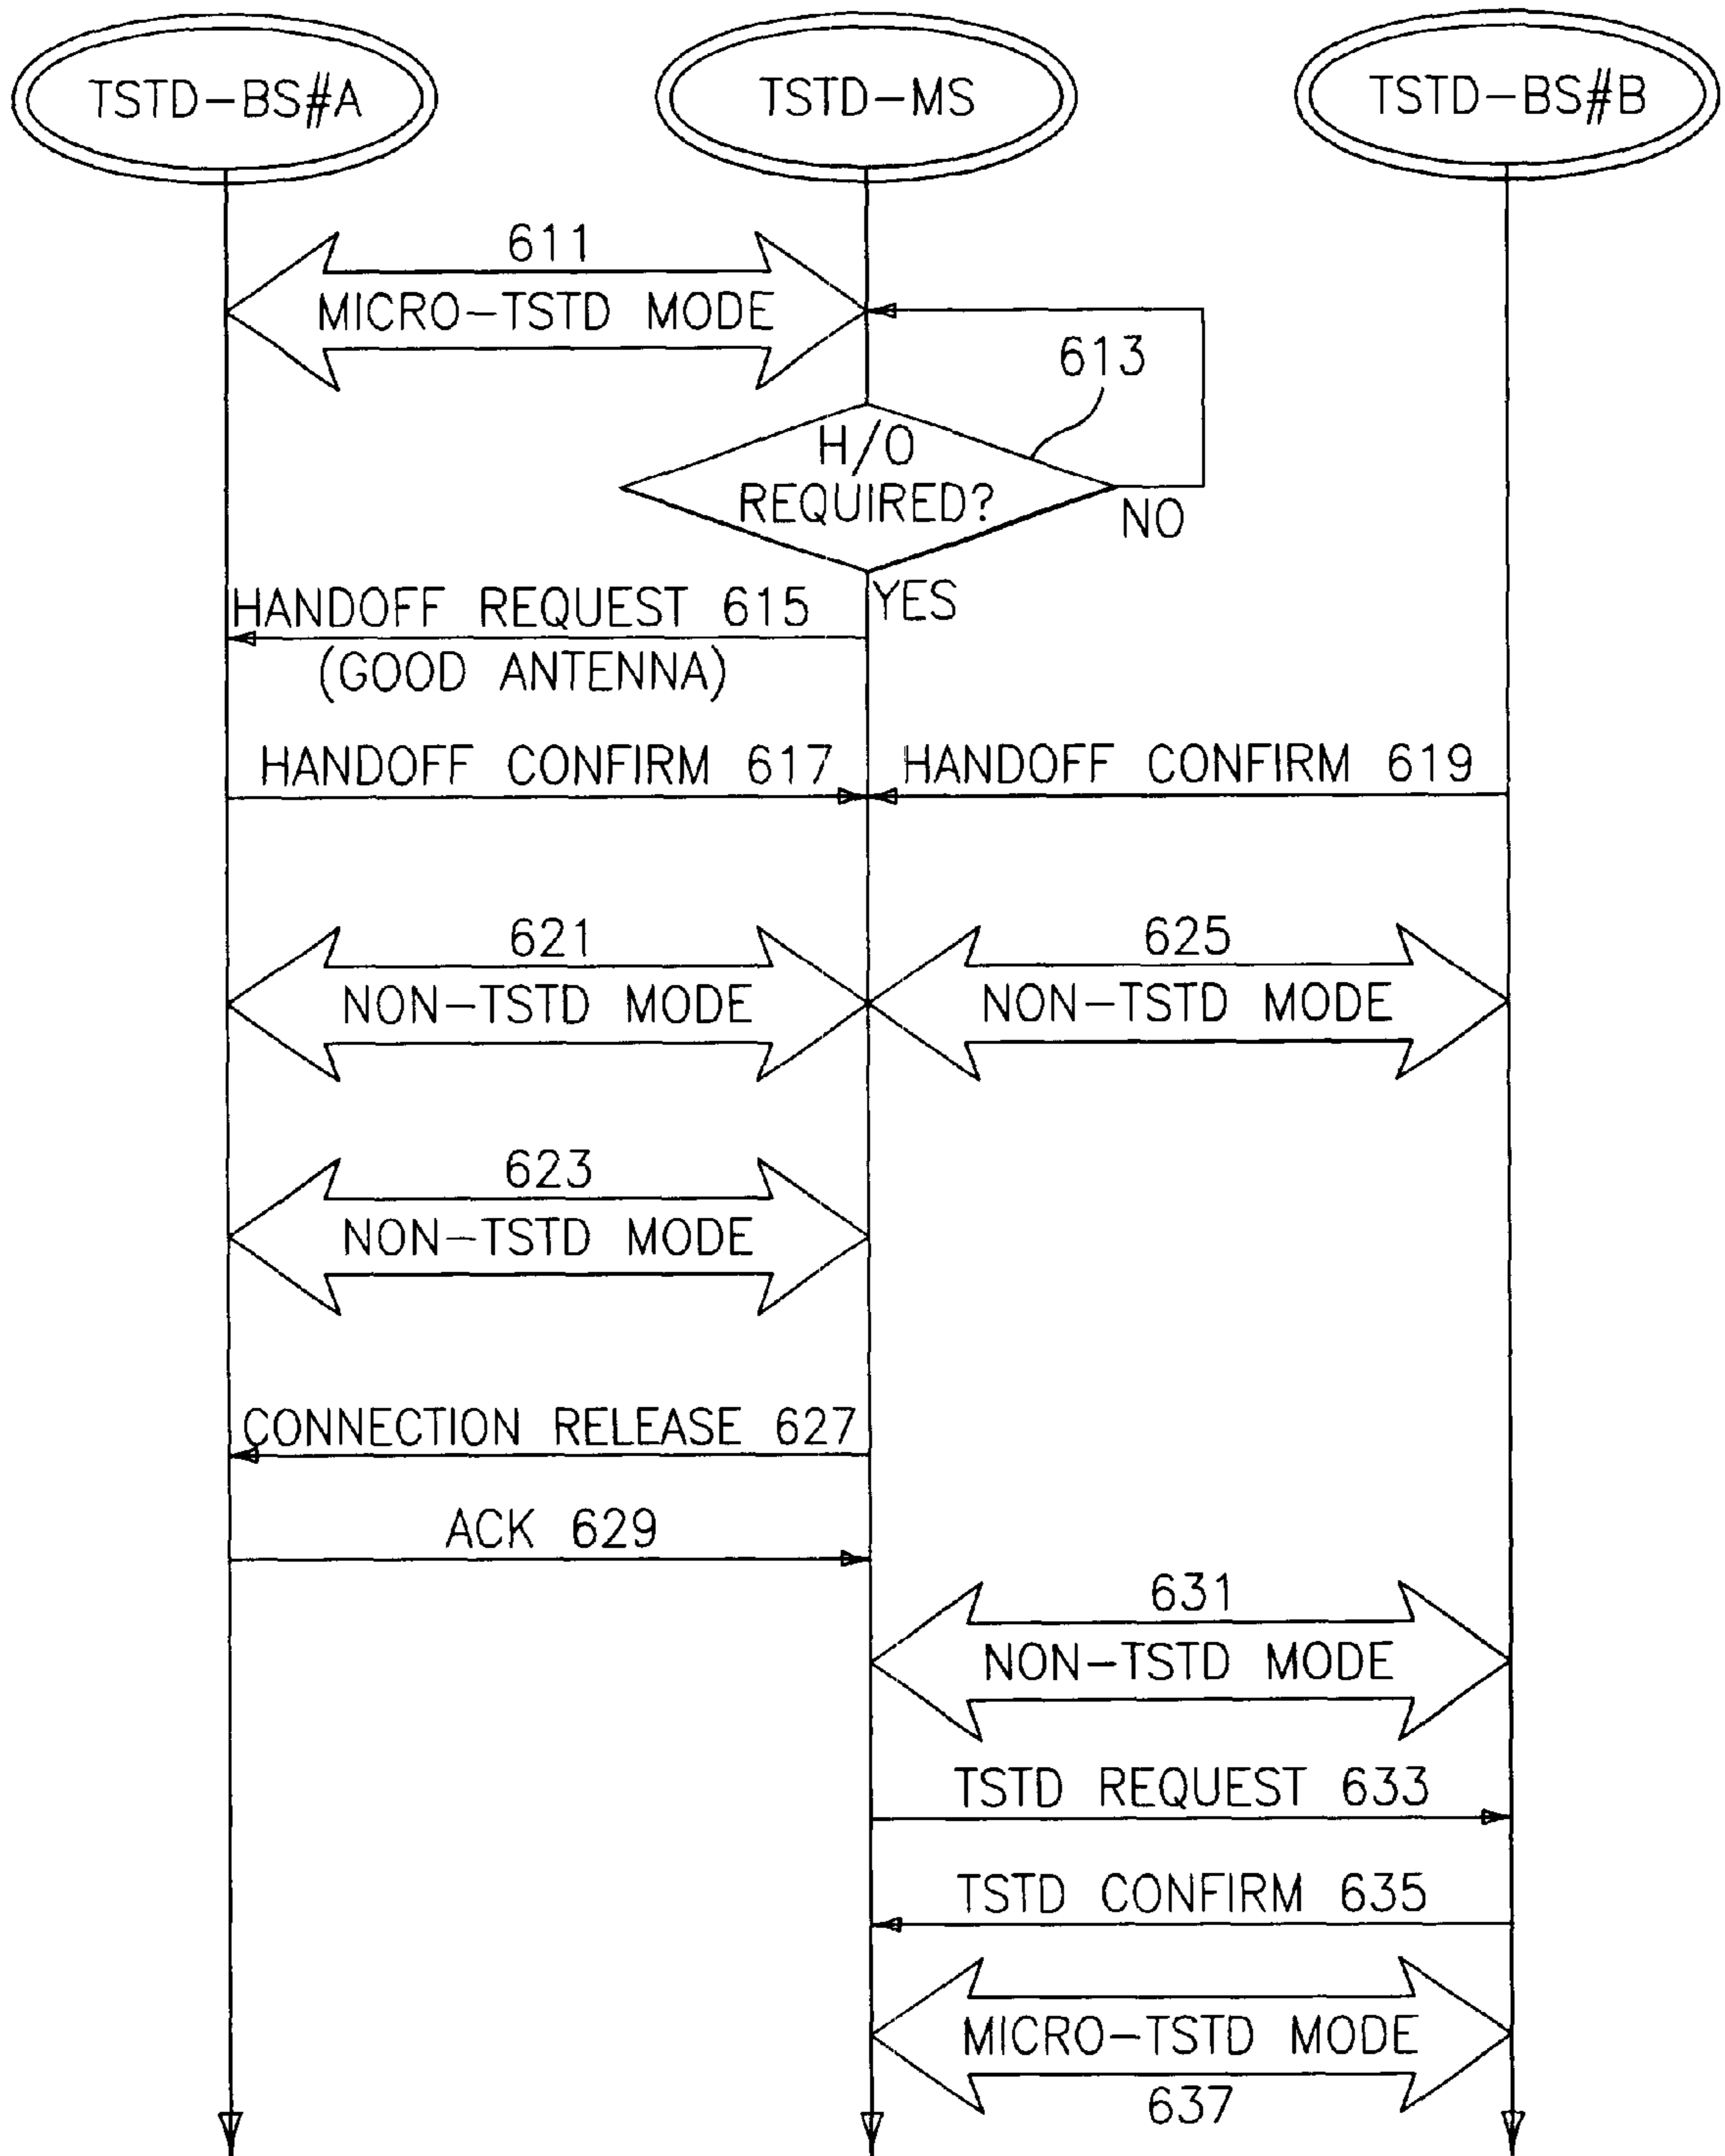 TSTD-BS#A
TSTD-MS
TSTD-BS#B
611
MICRO-TSTD MODE
613
H/O
REQUIRED?
NO
YES
HANDOFF REQUEST 615
(GOOD ANTENNA)
HANDOFF CONFIRM 617
HANDOFF CONFIRM 619
621
NON-TSTD MODE
625
NON-TSTD MODE
623
NON-TSTD MODE
CONNECTION RELEASE 627
ACK 629
631
NON-TSTD MODE
TSTD REQUEST 633
TSTD CONFIRM 635
MICRO-TSTD MODE
637